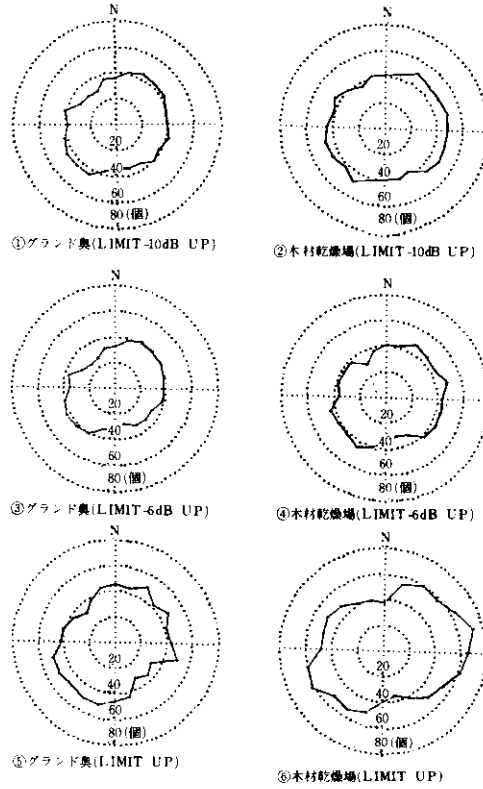 N
20
40
60
80(個)
①グランド奥(LIMIT-10dB UP)
N
20
40
60
80(個)
②木材乾燥場(LIMIT-10dB UP)
N
20
40
60
80(個)
③グランド奥(LIMIT-6dB UP)
N
20
40
60
80(個)
④木材乾燥場(LIMIT-6dB UP)
N
20
40
60
80(個)
⑤グランド奥(LIMIT UP)
N
20
40
60
80(個)
⑥木材乾燥場(LIMIT UP)